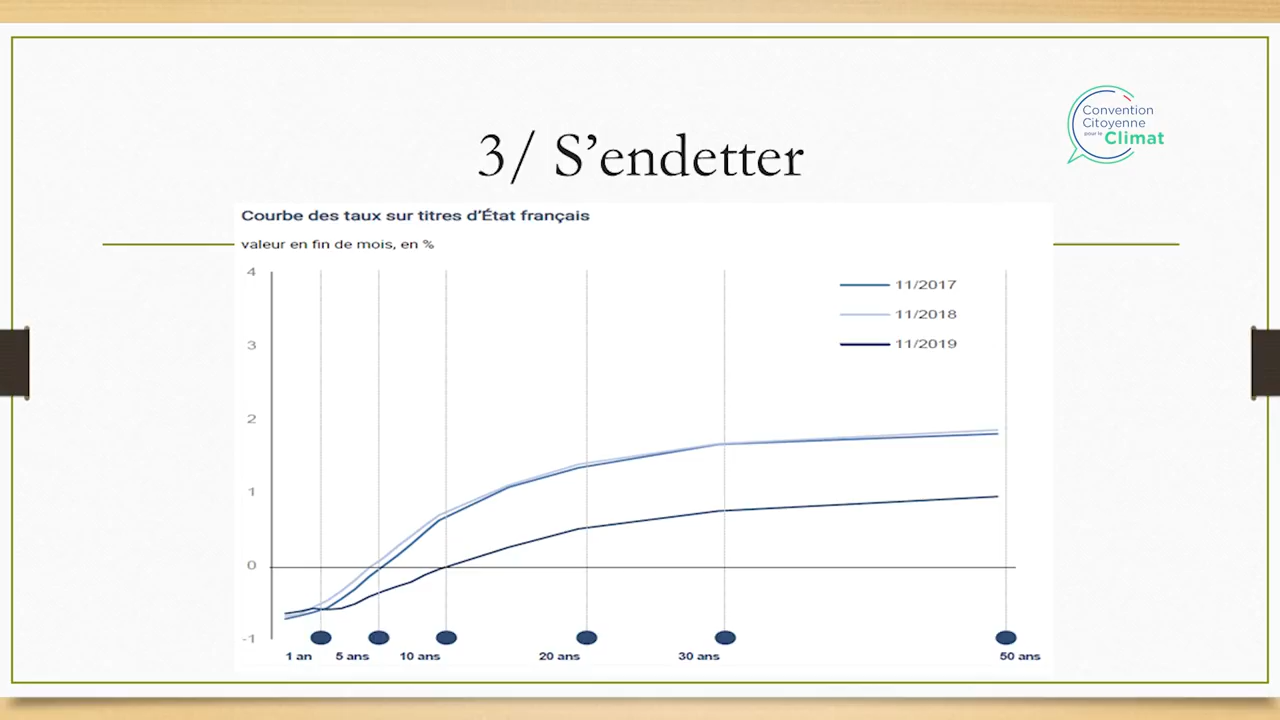 Convention
Citoyenne
pour le Climat
3/ S’endetter
Courbe des taux sur titres d’État français
valeur en fin de mois, en %
4
3
2
1
0
-1
11/2017
11/2018
11/2019
1 an 5 ans 10 ans 20 ans 30 ans 50 ans